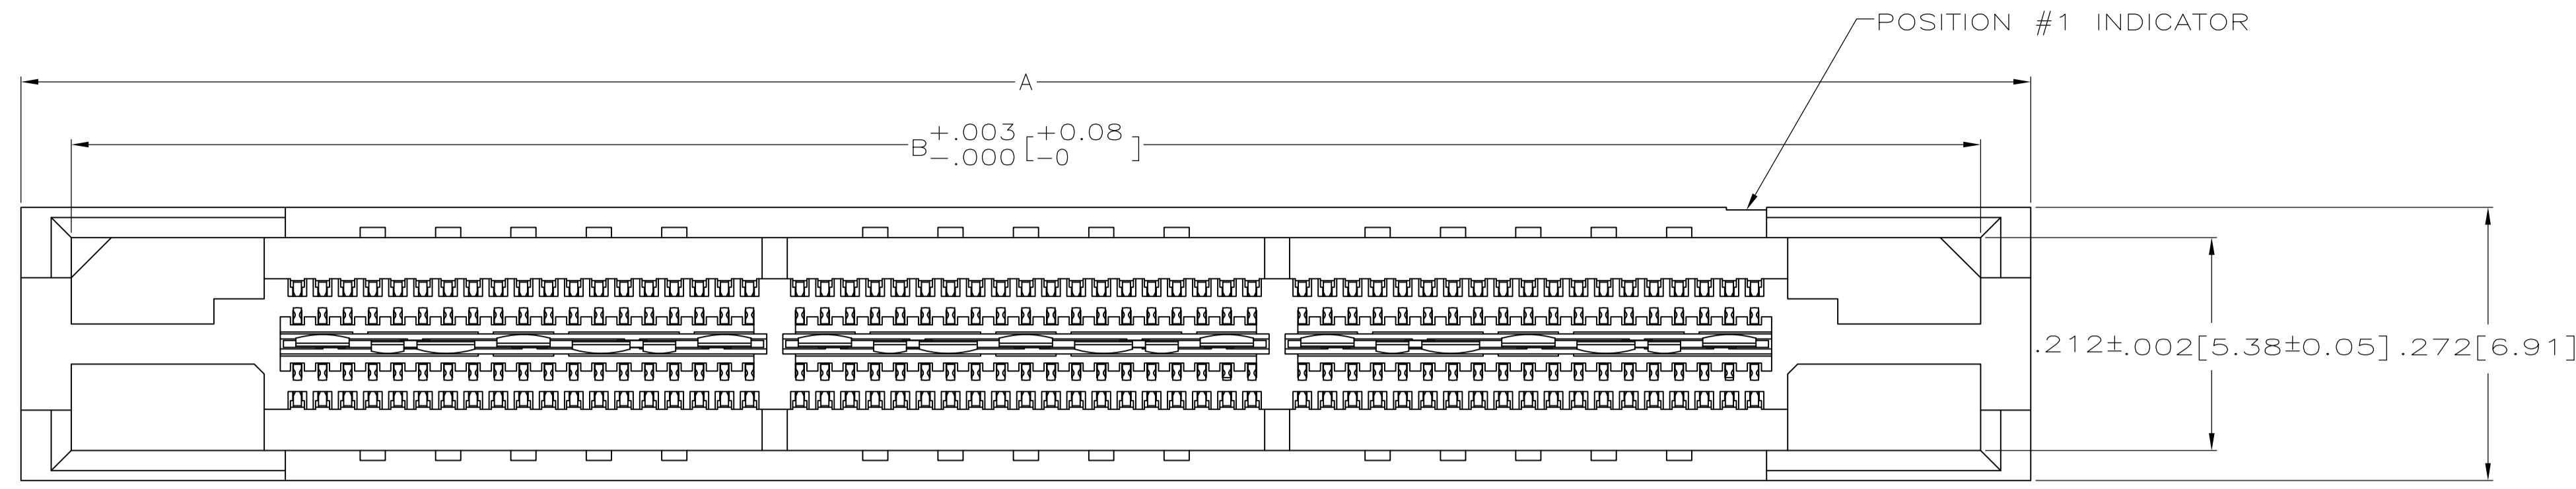 POSITION #1 INDICATOR
A
B +.003 [+0.08
-.000 [-0 ]
.212±.002[5.38±0.05]
.272[6.91]